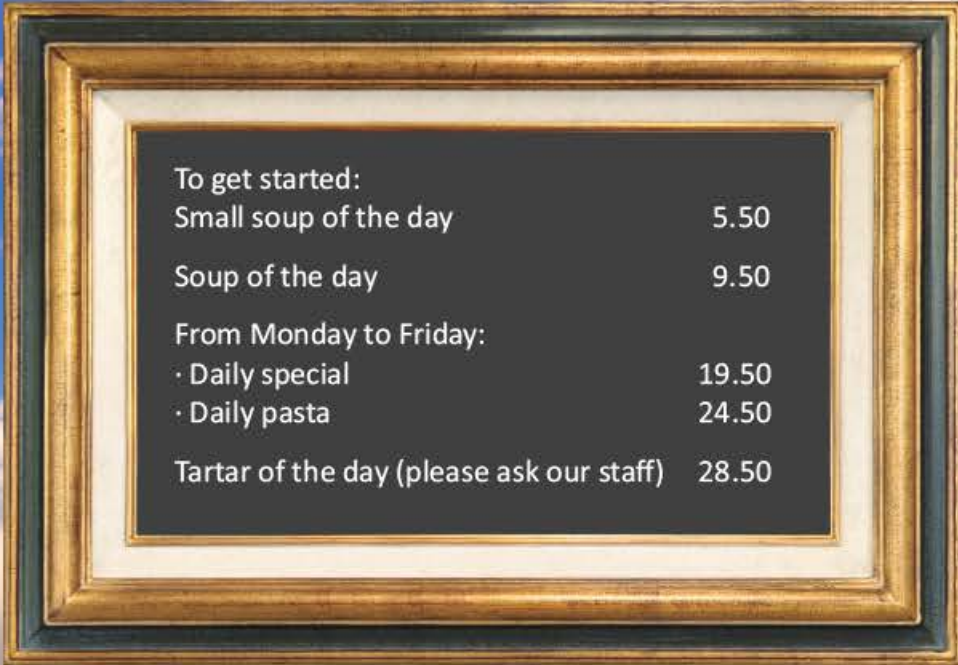 To get started:
Small soup of the day 5.50
Soup of the day 9.50
From Monday to Friday:
· Daily special 19.50
· Daily pasta 24.50
Tartar of the day (please ask our staff) 28.50